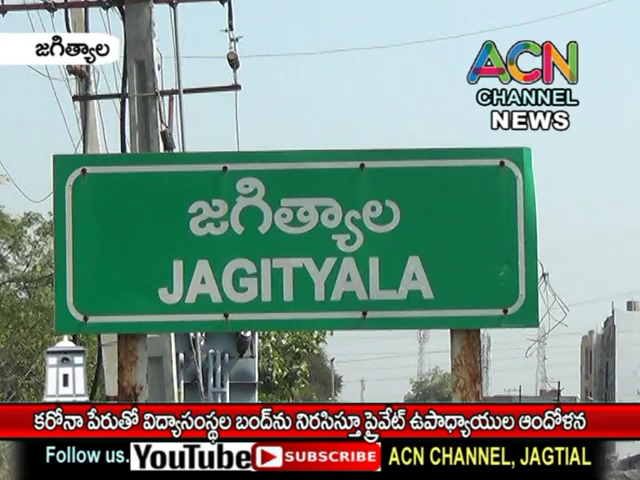 జగిత్యాల
ACN
CHANNEL
NEWS
జగిత్యాల
JAGITYALA
కరోనా పేరుతో విద్యాసంస్థల బంద్‌ను నిరసిస్తూ ప్రైవేట్ ఉపాధ్యాయుల ఆందోళన
Follow us. YouTube SUBSCRIBE ACN CHANNEL, JAGTIAL